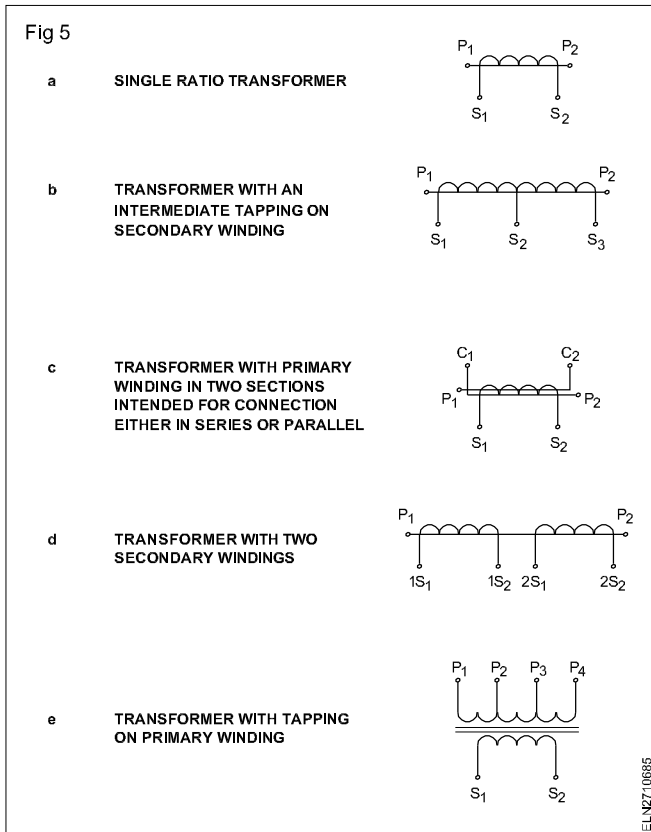 Fig 5
a SINGLE RATIO TRANSFORMER
P1 P2
S1 S2
b TRANSFORMER WITH AN
INTERMEDIATE TAPPING ON
SECONDARY WINDING
P1 P2
S1 S2 S3
c TRANSFORMER WITH PRIMARY
WINDING IN TWO SECTIONS
INTENDED FOR CONNECTION
EITHER IN SERIES OR PARALLEL
C1 C2
P1 P2
S1 S2
d TRANSFORMER WITH TWO
SECONDARY WINDINGS
P1 P2
1S1 1S2 2S1 2S2
e TRANSFORMER WITH TAPPING
ON PRIMARY WINDING
P1 P2 P3 P4
S1 S2
ELN2710685